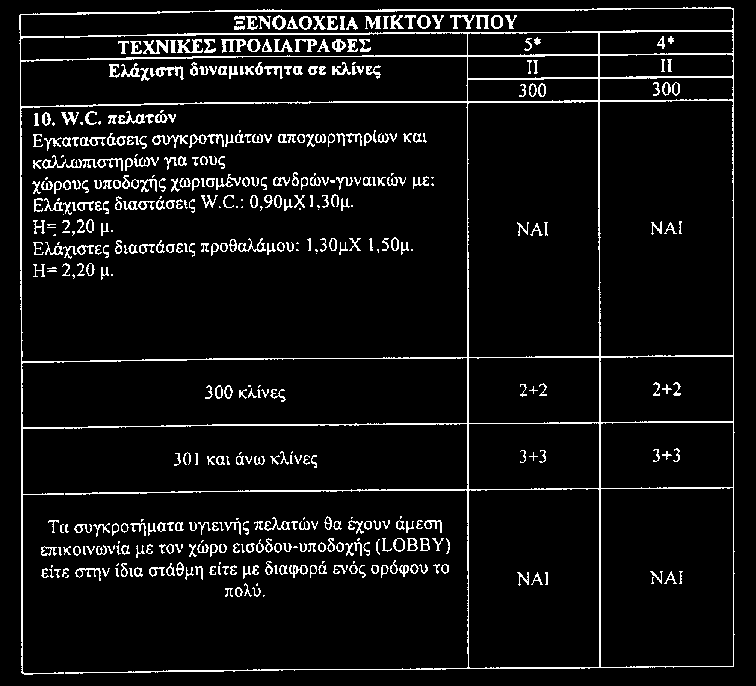 ΞΕΝΟΔΟΧΕΙΑ ΜΙΚΤΟΥ ΤΥΠΟΥ
ΤΕΧΝΙΚΕΣ ΠΡΟΔΙΑΓΡΑΦΕΣ 5* 4*
Ελάχιστη δυναμικότητα σε κλίνες Π Π
300 300
10. W.C. πελατών
Εγκαταστάσεις συγκροτημάτων αποχωρητηρίων και
καλλωπιστηρίων για τους
χώρους υποδοχής χωρισμένους ανδρών-γυναικών με:
Ελάχιστες διαστάσεις W.C.: 0,90μΧ1,30μ.
Η= 2,20 μ.
Ελάχιστες διαστάσεις προθαλάμου: 1,30μΧ 1,50μ.
Η= 2,20 μ.
ΝΑΙ ΝΑΙ
300 κλίνες 2+2 2+2
301 και άνω κλίνες 3+3 3+3
Τα συγκροτήματα υγιεινής πελατών θα έχουν άμεση
επικοινωνία με τον χώρο εισόδου-υποδοχής (LOBBY)
είτε στην ίδια στάθμη είτε με διαφορά ενός ορόφου το
πολύ.
ΝΑΙ ΝΑΙ